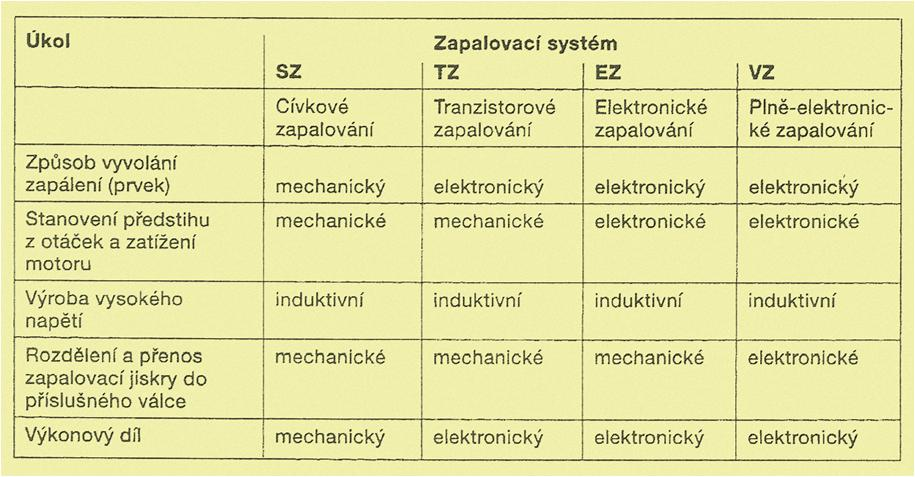 Úkol Zapalovací systém
SZ TZ EZ VZ
Cívkové Tranzistorové Elektronické Plně-elektronic-
zapalování zapalování zapalování ké zapalování
Způsob vyvolání
zapálení (prvek) mechanický elektronický elektronický elektronický
Stanovení předstihu mechanické mechanické elektronické elektronické
z otáček a zatížení
motoru
Výroba vysokého induktivní induktivní induktivní induktivní
napětí
Rozdělení a přenos mechanické mechanické mechanické elektronické
zapalovací jiskry do
příslušného válce
Výkonový díl mechanický elektronický elektronický elektronický